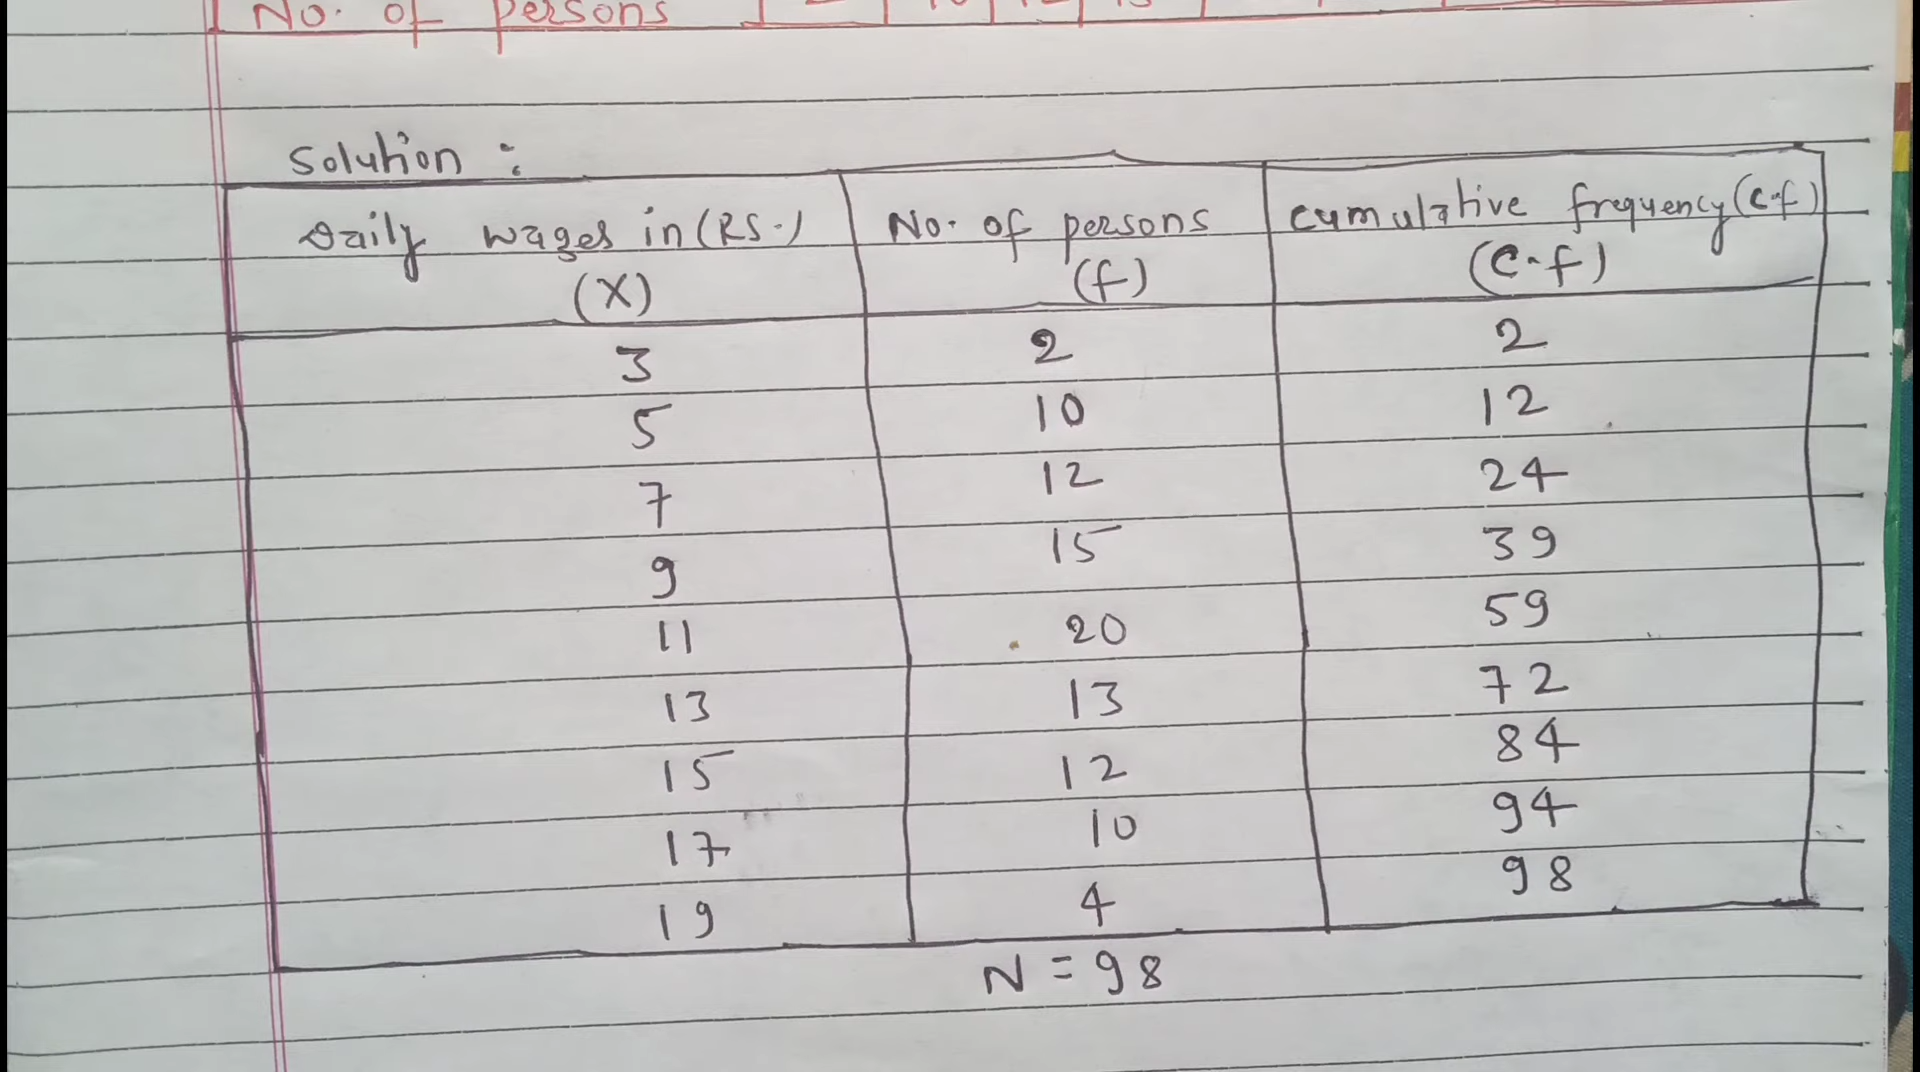 No. of persons
Solution :
Daily wages in (RS.) No. of persons cumulative frequency (c.f)
(X) (f) (c.f)
3 2 2
5 10 12
7 12 24
9 15 39
11 20 59
13 13 72
15 12 84
17 10 94
19 4 98
N = 98